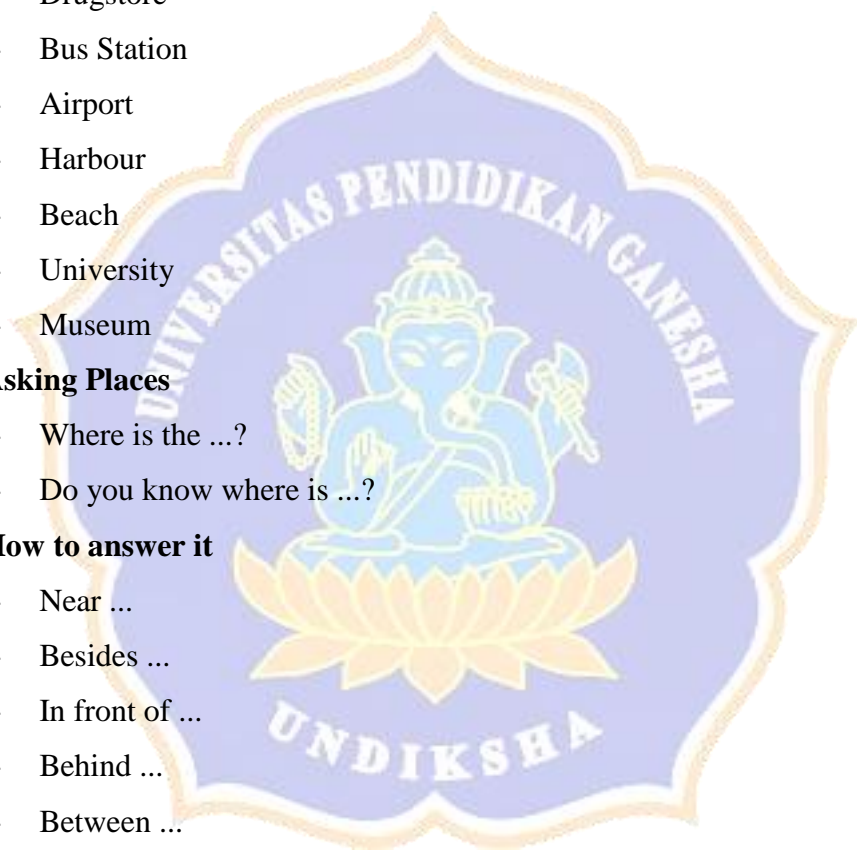 - Drugstore
- Bus Station
- Airport
- Harbour
- Beach
- University
- Museum
Asking Places
- Where is the ...?
- Do you know where is ...?
How to answer it
- Near ...
- Besides ...
- In front of ...
- Behind ...
- Between ...
UNIVERSITAS PENDIDIKAN GANESHA
UNDIKSHA